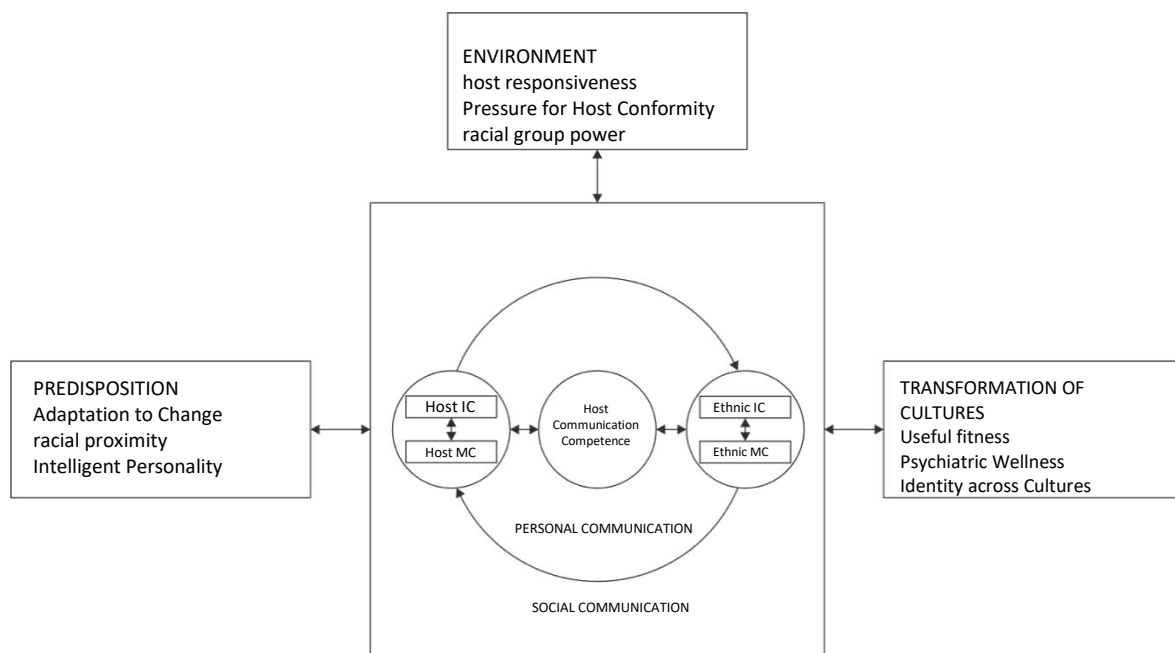 ENVIRONMENT
host responsiveness
Pressure for Host Conformity
racial group power
PREDISPOSITION
Adaptation to Change
racial proximity
Intelligent Personality
Host IC
Host MC
Host
Communication
Competence
Ethnic IC
Ethnic MC
PERSONAL COMMUNICATION
SOCIAL COMMUNICATION
TRANSFORMATION OF
CULTURES
Useful fitness
Psychiatric Wellness
Identity across Cultures